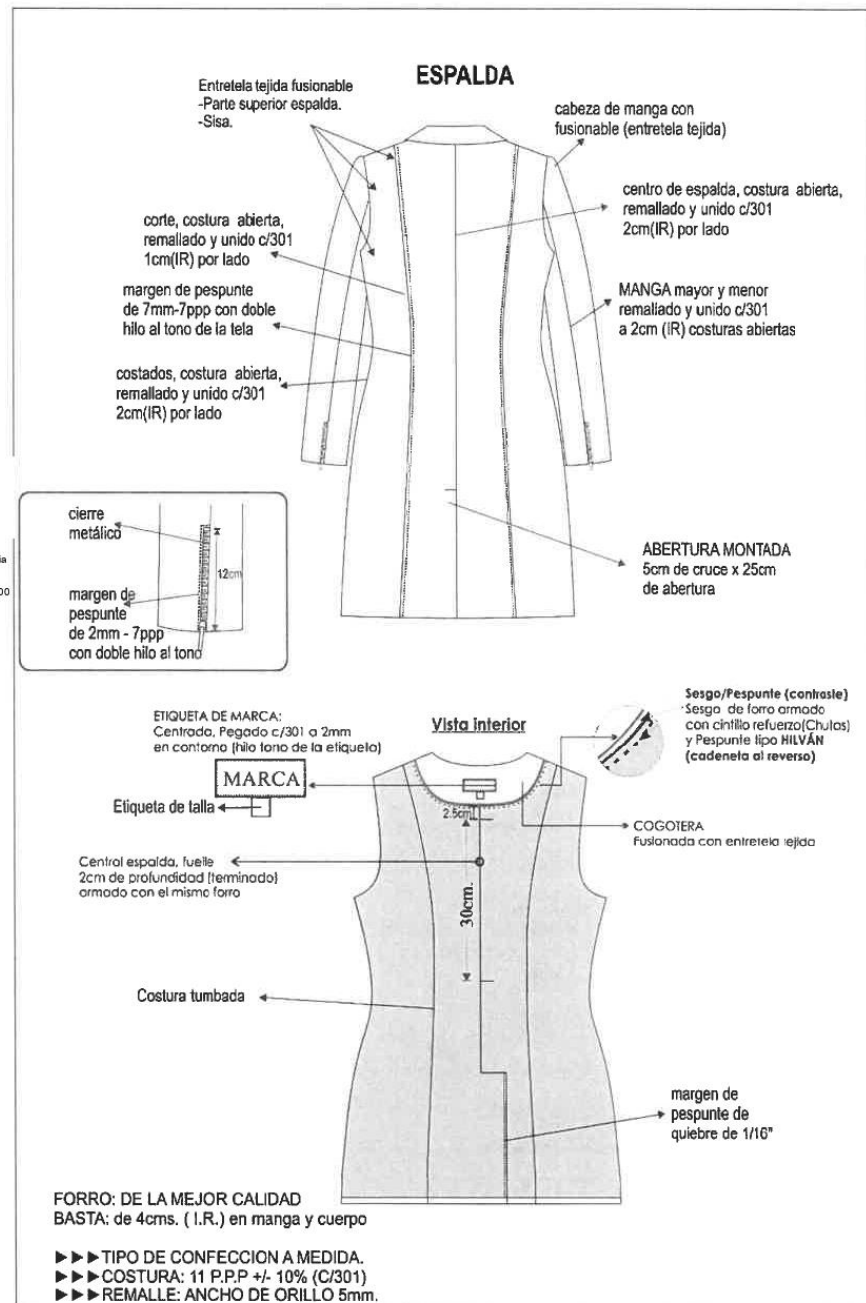 ESPALDA
Entretela tejida fusionable
-Parte superior espalda.
-Sisa.
cabeza de manga con
fusionable (entretela tejida)
centro de espalda, costura abierta,
remallado y unido c/301
2cm(IR) por lado
corte, costura abierta,
remallado y unido c/301
1cm(IR) por lado
margen de pespunte
de 7mm-7ppp con doble
hilo al tono de la tela
MANGA mayor y menor
remallado y unido c/301
a 2cm (IR) costuras abiertas
costados, costura abierta,
remallado y unido c/301
2cm(IR) por lado
cierre
metálico
12cm
margen de
pespunte
de 2mm - 7ppp
con doble hilo al tono
ABERTURA MONTADA
5cm de cruce x 25cm
de abertura
ETIQUETA DE MARCA:
Centrada, Pegado c/301 a 2mm
en contorno (hilo tono de la etiqueta)
MARCA
Etiqueta de talla
Vista interior
Sesgo/Pespunte (contraste)
Sesgo de forro armado
con cintillo refuerzo(Chutas)
y Pespunte tipo HILVÁN
(cadeneta al reverso)
2.5cm
COGOTERA
Fusionada con entretela tejida
Central espalda, fuelle
2cm de profundidad (terminado)
armado con el mismo forro
30cm.
Costura tumbada
margen de
pespunte de
quiebre de 1/16"
FORRO: DE LA MEJOR CALIDAD
BASTA: de 4cms. ( I.R.) en manga y cuerpo
►►►TIPO DE CONFECCION A MEDIDA.
►►►COSTURA: 11 P.P.P +/- 10% (C/301)
►►►REMALLE: ANCHO DE ORILLO 5mm.